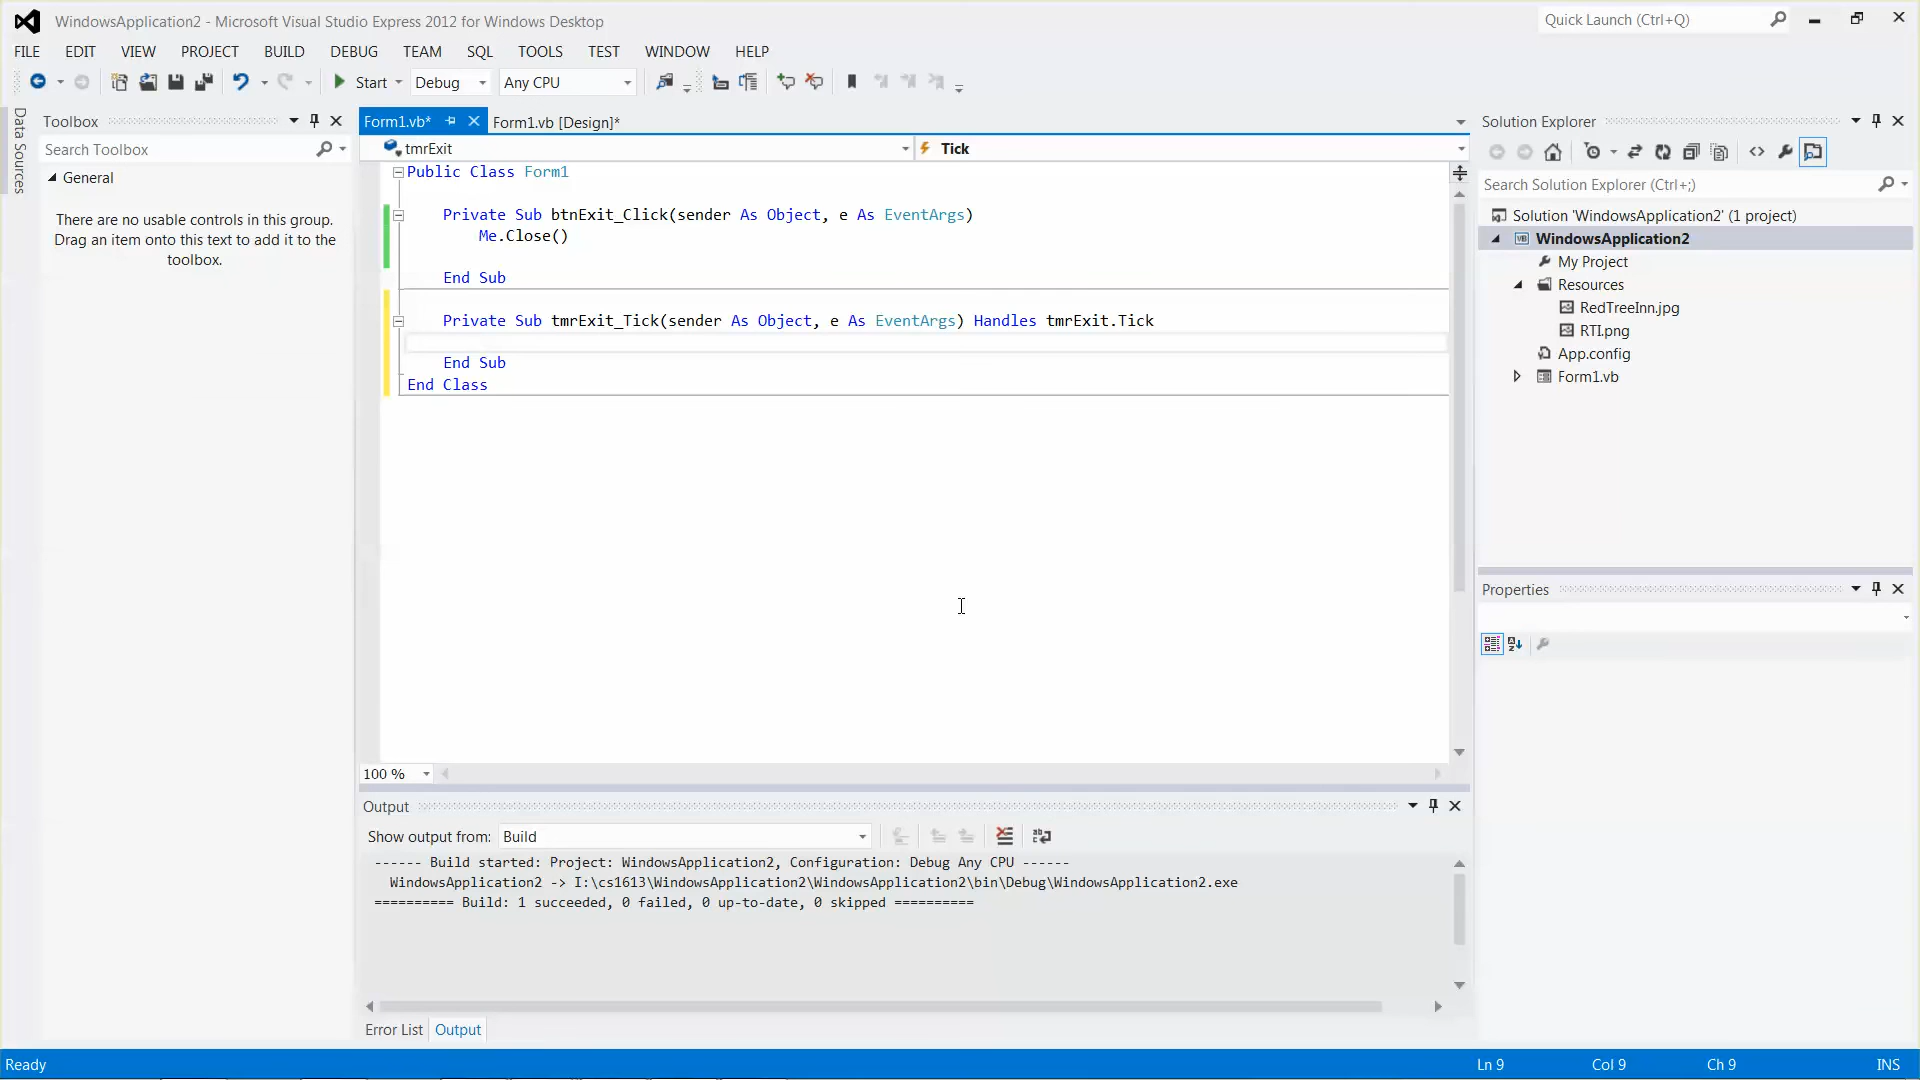 WindowsApplication2 - Microsoft Visual Studio Express 2012 for Windows Desktop
Quick Launch (Ctrl+Q)
FILE EDIT VIEW PROJECT BUILD DEBUG TEAM SQL TOOLS TEST WINDOW HELP
Start Debug Any CPU
Data Sources
Toolbox
Search Toolbox
General
There are no usable controls in this group.
Drag an item onto this text to add it to the
toolbox.
Form1.vb* Form1.vb [Design]*
tmrExit Tick
Public Class Form1
Private Sub btnExit_Click(sender As Object, e As EventArgs)
Me.Close()
End Sub
Private Sub tmrExit_Tick(sender As Object, e As EventArgs) Handles tmrExit.Tick
End Sub
End Class
100 %
Output
Show output from: Build
------ Build started: Project: WindowsApplication2, Configuration: Debug Any CPU ------
WindowsApplication2 -> I:\cs1613\WindowsApplication2\WindowsApplication2\bin\Debug\WindowsApplication2.exe
========== Build: 1 succeeded, 0 failed, 0 up-to-date, 0 skipped ==========
Error List Output
Solution Explorer
Search Solution Explorer (Ctrl+;)
Solution 'WindowsApplication2' (1 project)
VB WindowsApplication2
My Project
Resources
RedTreeInn.jpg
RTI.png
App.config
Form1.vb
Properties
Ready Ln 9 Col 9 Ch 9 INS